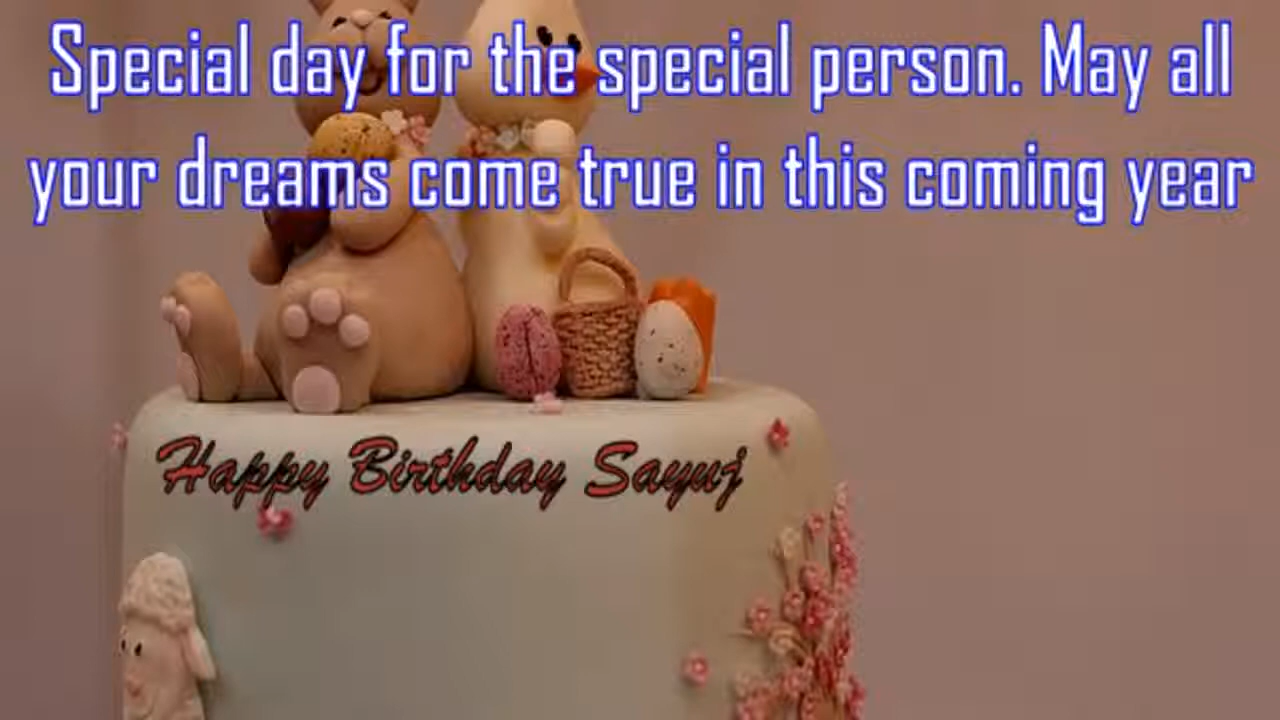 Special day for the special person. May all
your dreams come true in this coming year
Happy Birthday Sayuj